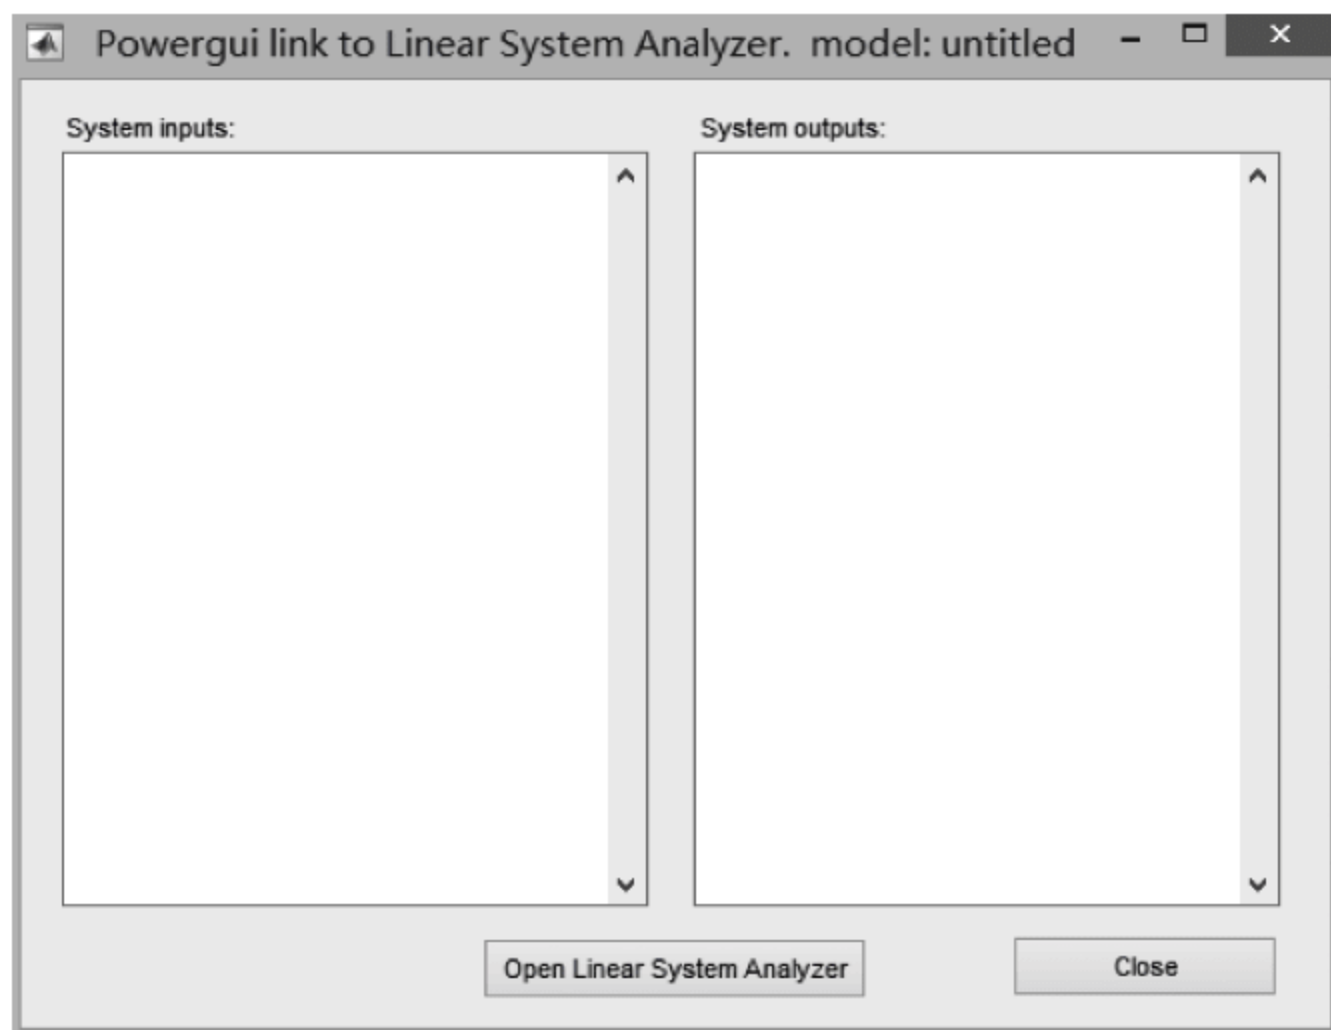 Powergui link to Linear System Analyzer.  model: untitled
System inputs:
System outputs:
Open Linear System Analyzer
Close